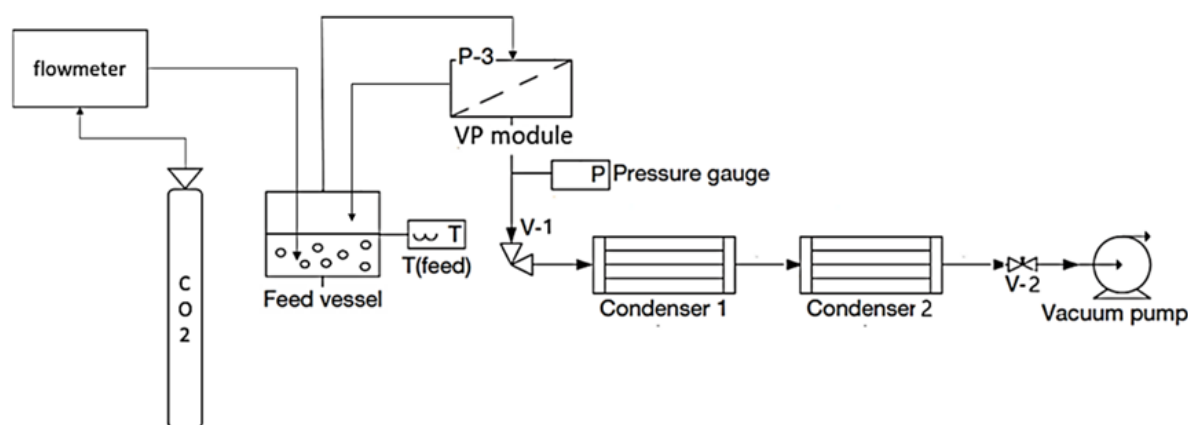 flowmeter
P-3
VP module
P Pressure gauge
V-1
T
T(feed)
Feed vessel
C
O
2
Condenser 1
Condenser 2
V-2
Vacuum pump